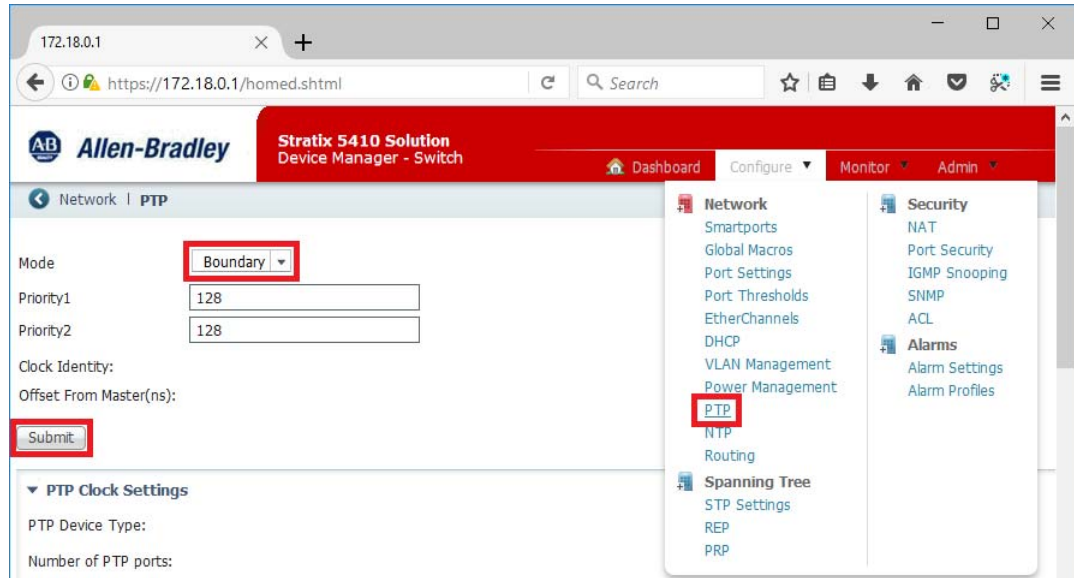 172.18.0.1
https://172.18.0.1/homed.shtml
Search
AB Allen-Bradley
Stratix 5410 Solution
Device Manager - Switch
Dashboard Configure Monitor Admin
Network | PTP
Mode Boundary
Priority1 128
Priority2 128
Clock Identity:
Offset From Master(ns):
Submit
PTP Clock Settings
PTP Device Type:
Number of PTP ports:
Network
Smartports
Global Macros
Port Settings
Port Thresholds
EtherChannels
DHCP
VLAN Management
Power Management
PTP
NTP
Routing
Spanning Tree
STP Settings
REP
PRP
Security
NAT
Port Security
IGMP Snooping
SNMP
ACL
Alarms
Alarm Settings
Alarm Profiles